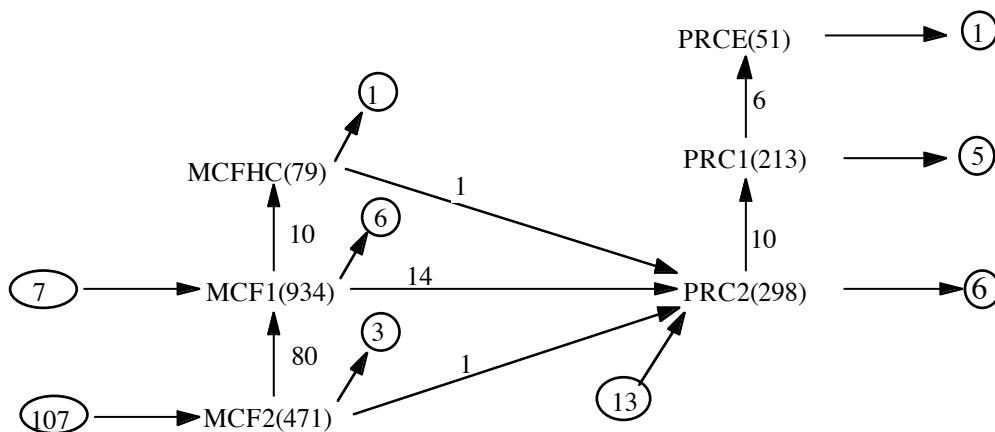 PRCE(51) 1
1 6
MCFHC(79) PRC1(213) 5
1
10 6 10
7 MCF1(934) 14 PRC2(298) 6
80 3 1
107 MCF2(471) 13